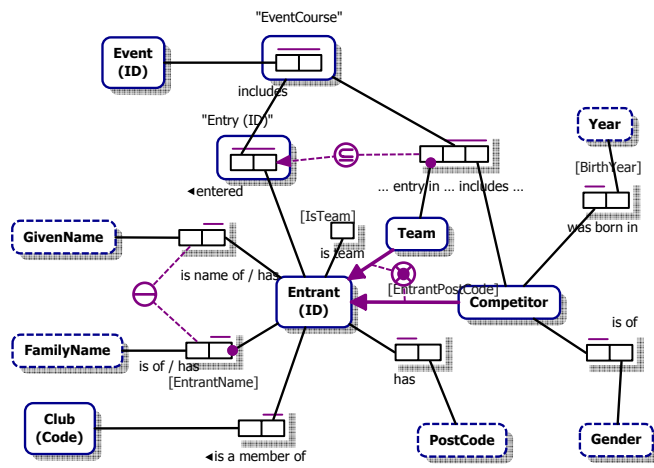 "EventCourse"
Event
(ID)
includes
"Entry (ID)"
Year
[BirthYear]
◄entered
... entry in ... includes ...
was born in
[IsTeam]
GivenName
Team
is team
is name of / has
Entrant
(ID)
[EntrantPostCode]
Competitor
is of
FamilyName
is of / has
[EntrantName]
has
Club
(Code)
◄is a member of
PostCode
Gender